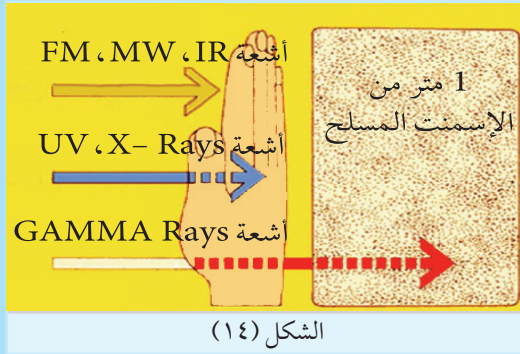 أشعة FM ، MW ، IR
1 متر من
الإسمنت المسلح
أشعة UV ، X– Rays
أشعة GAMMA Rays
الشكل (١٤)